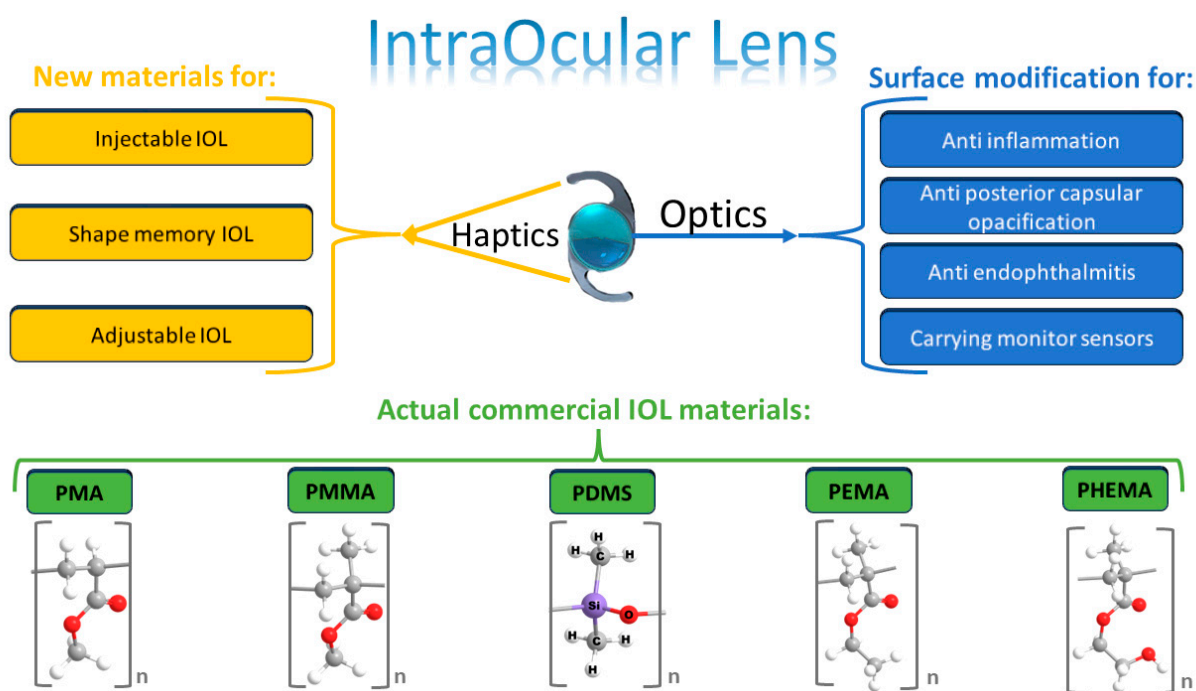 IntraOcular Lens
New materials for:
Injectable IOL
Shape memory IOL
Adjustable IOL
Haptics
Optics
Surface modification for:
Anti inflammation
Anti posterior capsular
opacification
Anti endophthalmitis
Carrying monitor sensors
Actual commercial IOL materials:
PMA
PMMA
PDMS
PEMA
PHEMA
n
n
H
H C H
Si O
H C H
H
n
n
n